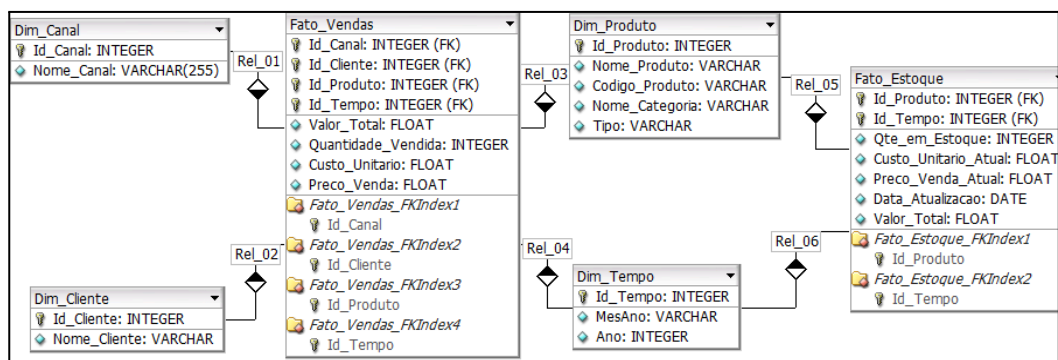 Dim_Canal
Id_Canal: INTEGER
Nome_Canal: VARCHAR(255)
Rel_01
Fato_Vendas
Id_Canal: INTEGER (FK)
Id_Cliente: INTEGER (FK)
Id_Produto: INTEGER (FK)
Id_Tempo: INTEGER (FK)
Valor_Total: FLOAT
Quantidade_Vendida: INTEGER
Custo_Unitario: FLOAT
Preco_Venda: FLOAT
Fato_Vendas_FKIndex1
Id_Canal
Fato_Vendas_FKIndex2
Id_Cliente
Fato_Vendas_FKIndex3
Id_Produto
Fato_Vendas_FKIndex4
Id_Tempo
Rel_02
Dim_Cliente
Id_Cliente: INTEGER
Nome_Cliente: VARCHAR
Rel_03
Dim_Produto
Id_Produto: INTEGER
Nome_Produto: VARCHAR
Codigo_Produto: VARCHAR
Nome_Categoria: VARCHAR
Tipo: VARCHAR
Rel_04
Dim_Tempo
Id_Tempo: INTEGER
MesAno: VARCHAR
Ano: INTEGER
Rel_05
Rel_06
Fato_Estoque
Id_Produto: INTEGER (FK)
Id_Tempo: INTEGER (FK)
Qte_em_Estoque: INTEGER
Custo_Unitario_Atual: FLOAT
Preco_Venda_Atual: FLOAT
Data_Atualizacao: DATE
Valor_Total: FLOAT
Fato_Estoque_FKIndex1
Id_Produto
Fato_Estoque_FKIndex2
Id_Tempo